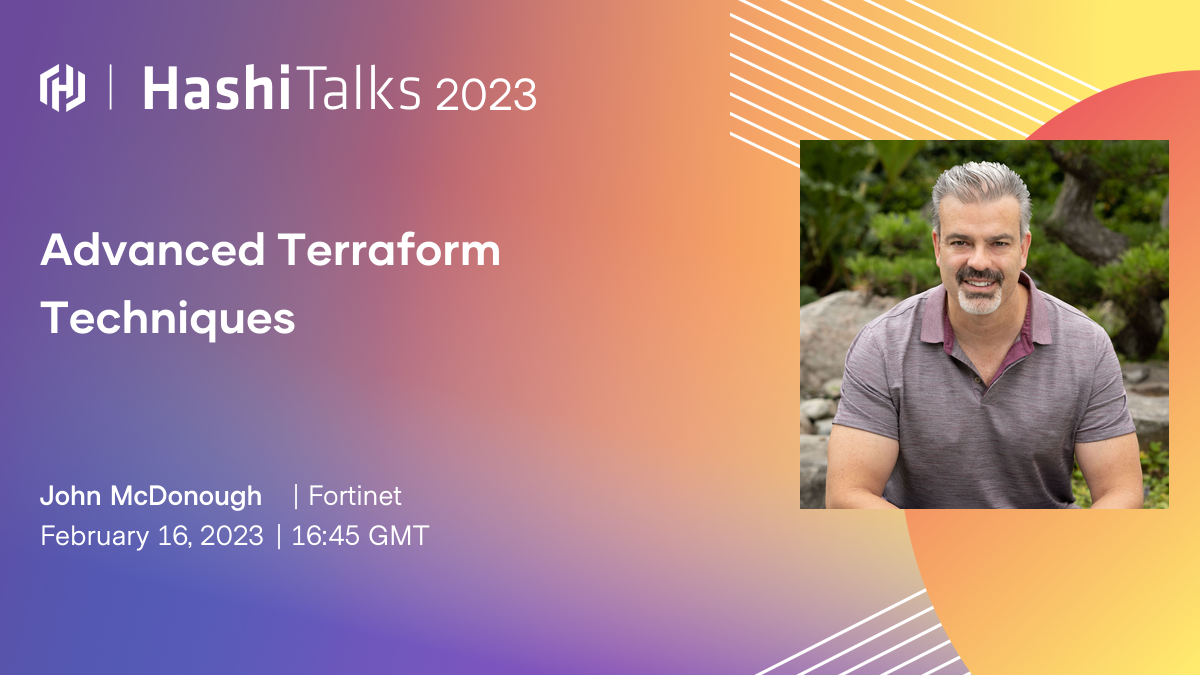 HashiTalks 2023
Advanced Terraform
Techniques
John McDonough | Fortinet
February 16, 2023 | 16:45 GMT